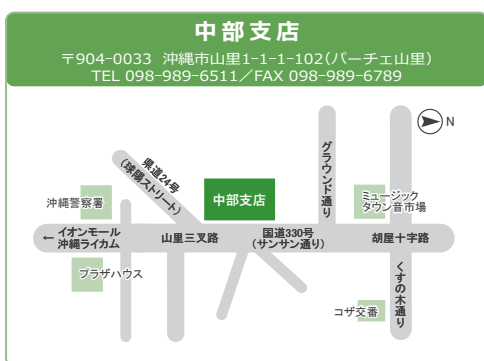 中部支店
〒904-0033 沖縄市山里1-1-1-102(パーチェ山里)
TEL 098-989-6511／FAX 098-989-6789
N
県道24号
(球陽ストリート)
グラウンド通り
沖縄警察署
中部支店
ミュージック
タウン音市場
← イオンモール
沖縄ライカム
山里三叉路
国道330号
(サンサン通り)
胡屋十字路
プラザハウス
くすの木通り
コザ交番